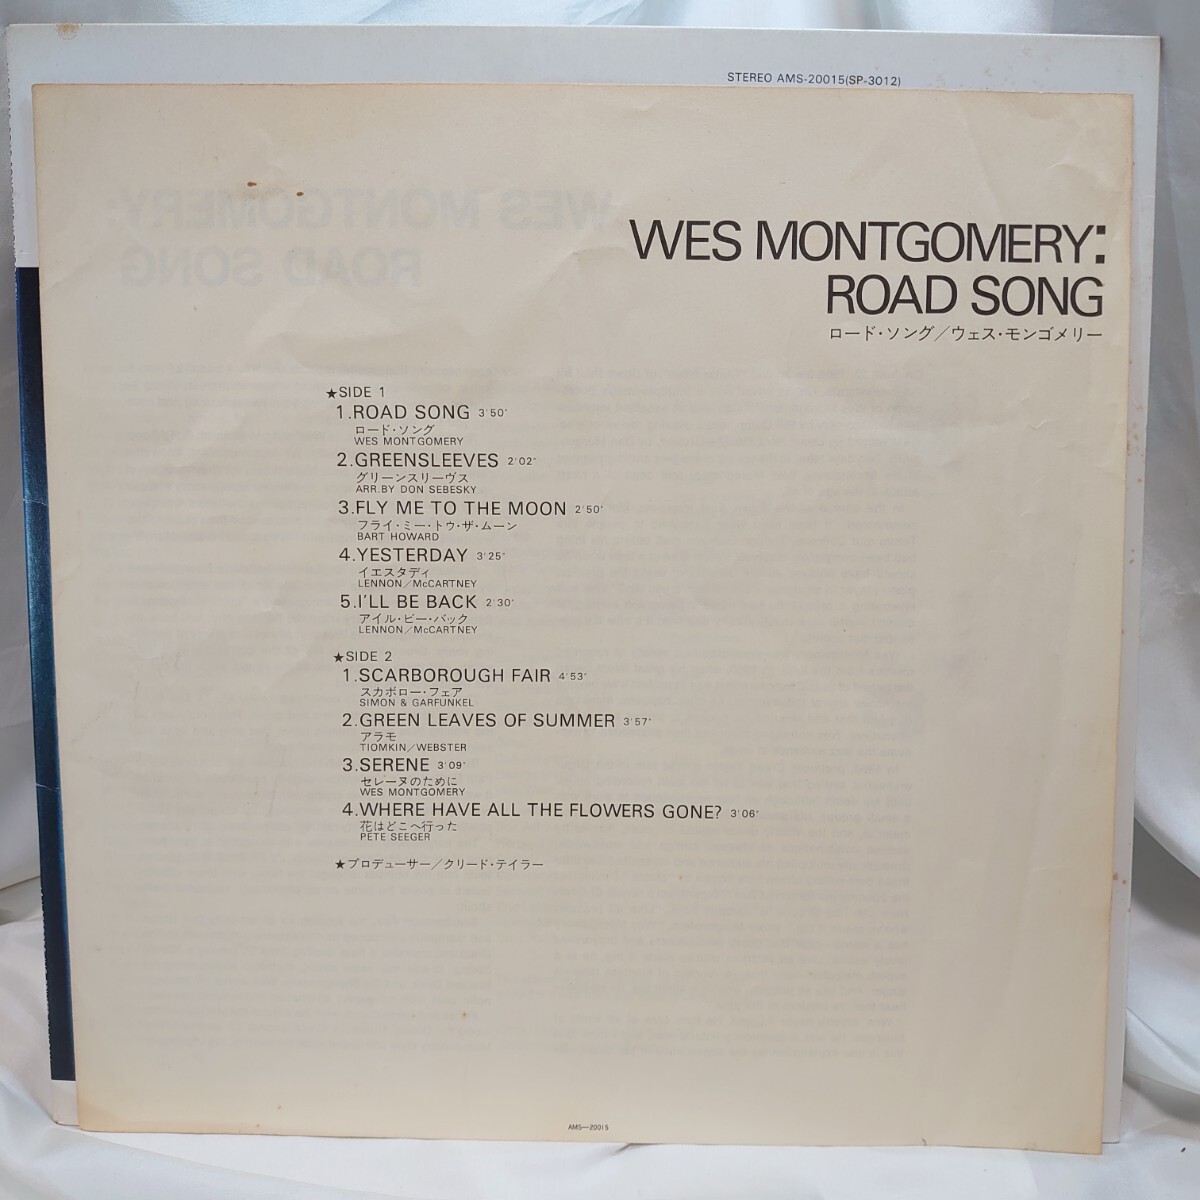 STEREO AMS-20015(SP-3012)
WES MONTGOMERY:
ROAD SONG
ロード・ソング／ウェス・モンゴメリー
★SIDE 1
1.ROAD SONG 3'50"
ロード・ソング
WES MONTGOMERY
2.GREENSLEEVES 2'02"
グリーンスリーヴス
ARR.BY DON SEBESKY
3.FLY ME TO THE MOON 2'50"
フライ・ミー・トゥ・ザ・ムーン
BART HOWARD
4.YESTERDAY 3'25"
イエスタディ
LENNON／McCARTNEY
5.I'LL BE BACK 2'30"
アイル・ビー・バック
LENNON／McCARTNEY
★SIDE 2
1.SCARBOROUGH FAIR 4'53"
スカボロー・フェア
SIMON & GARFUNKEL
2.GREEN LEAVES OF SUMMER 3'57"
アラモ
TIOMKIN／WEBSTER
3.SERENE 3'09"
セレーヌのために
WES MONTGOMERY
4.WHERE HAVE ALL THE FLOWERS GONE? 3'06"
花はどこへ行った
PETE SEEGER
★プロデューサー／クリード・テイラー
AMS—20015